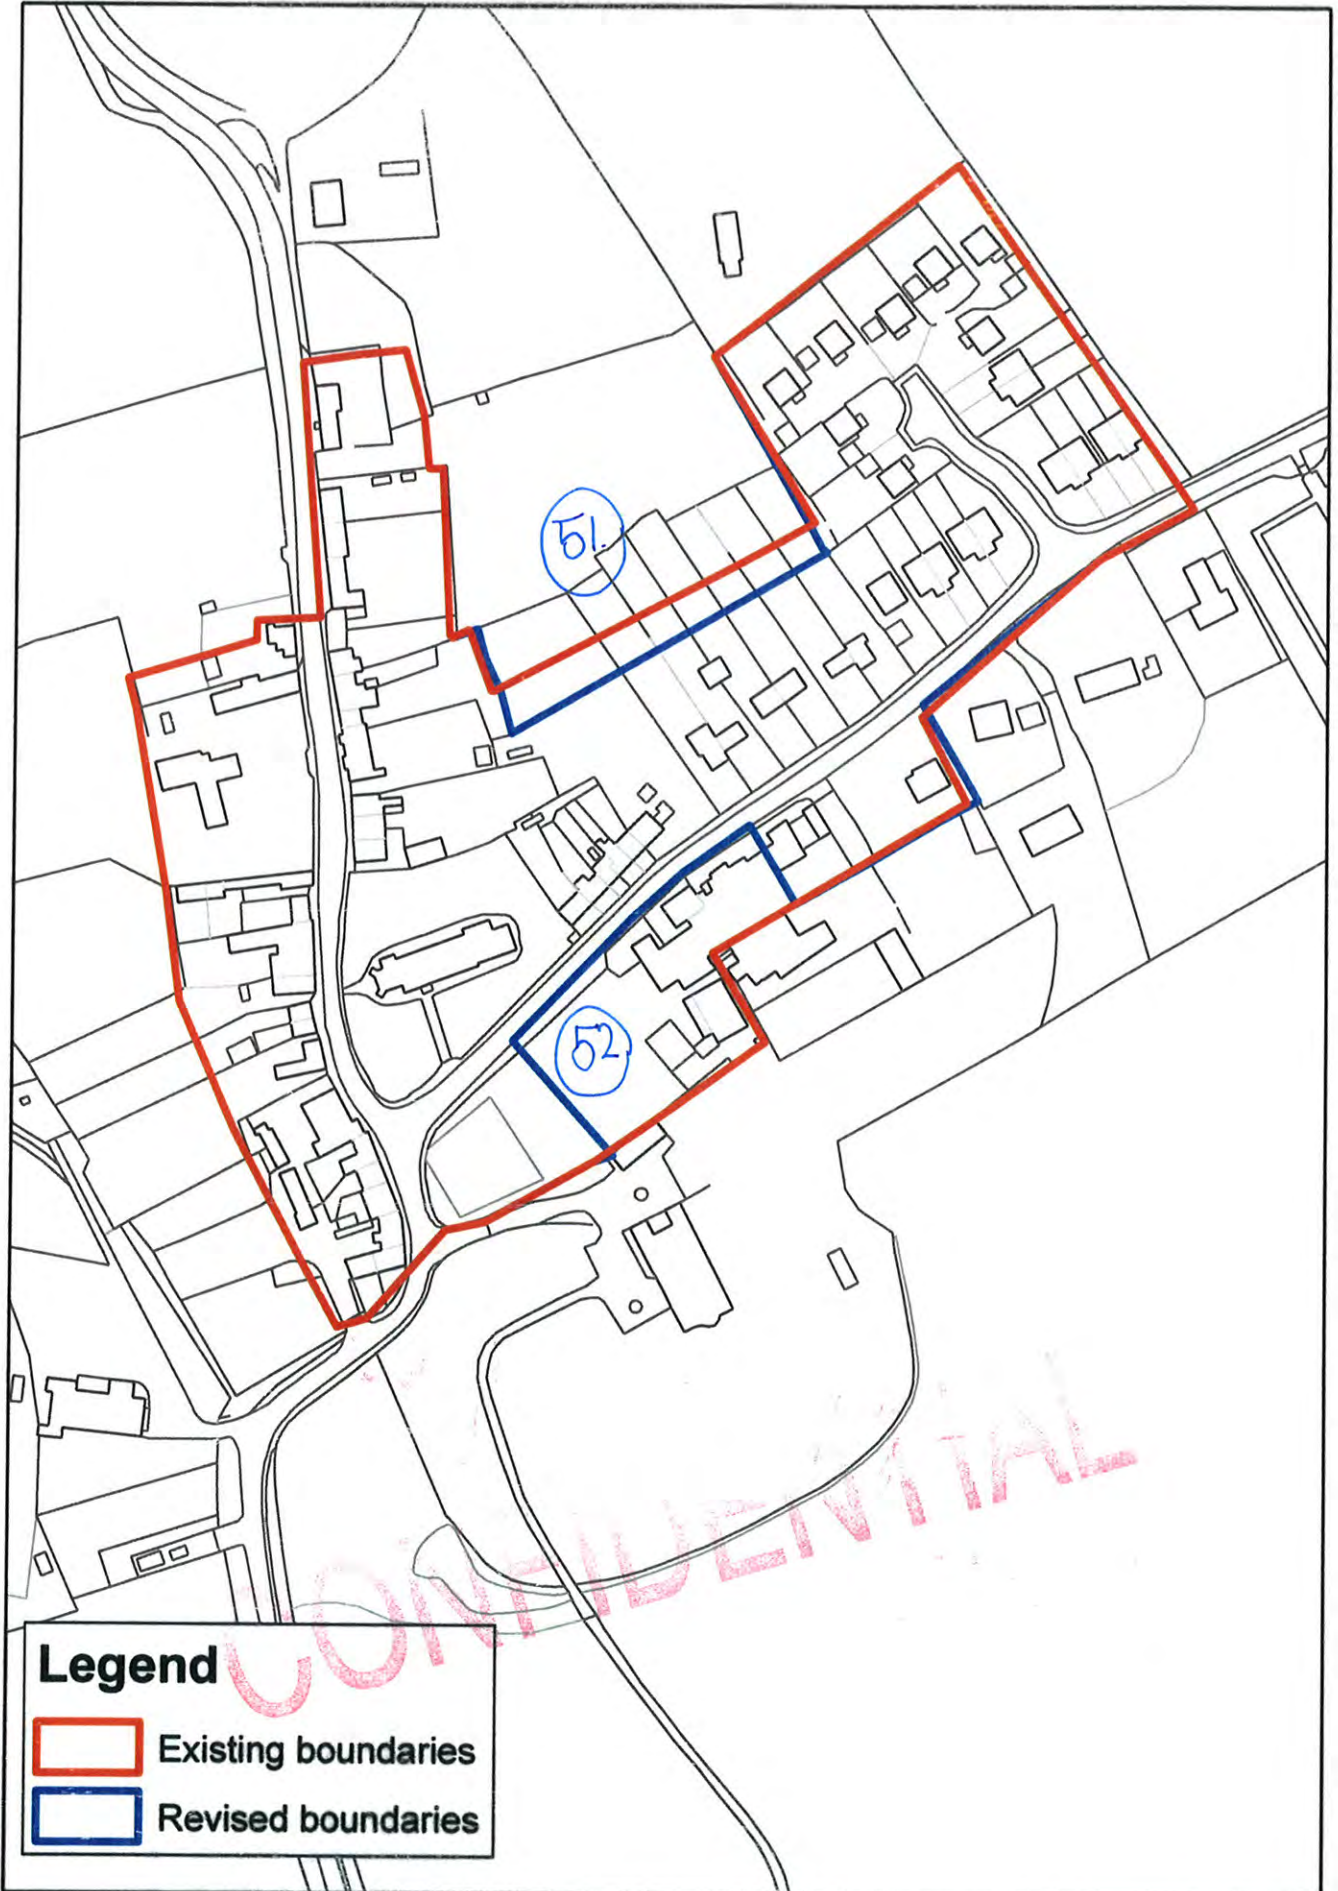 51.
52
CONFIDENTIAL
Legend
Existing boundaries
Revised boundaries